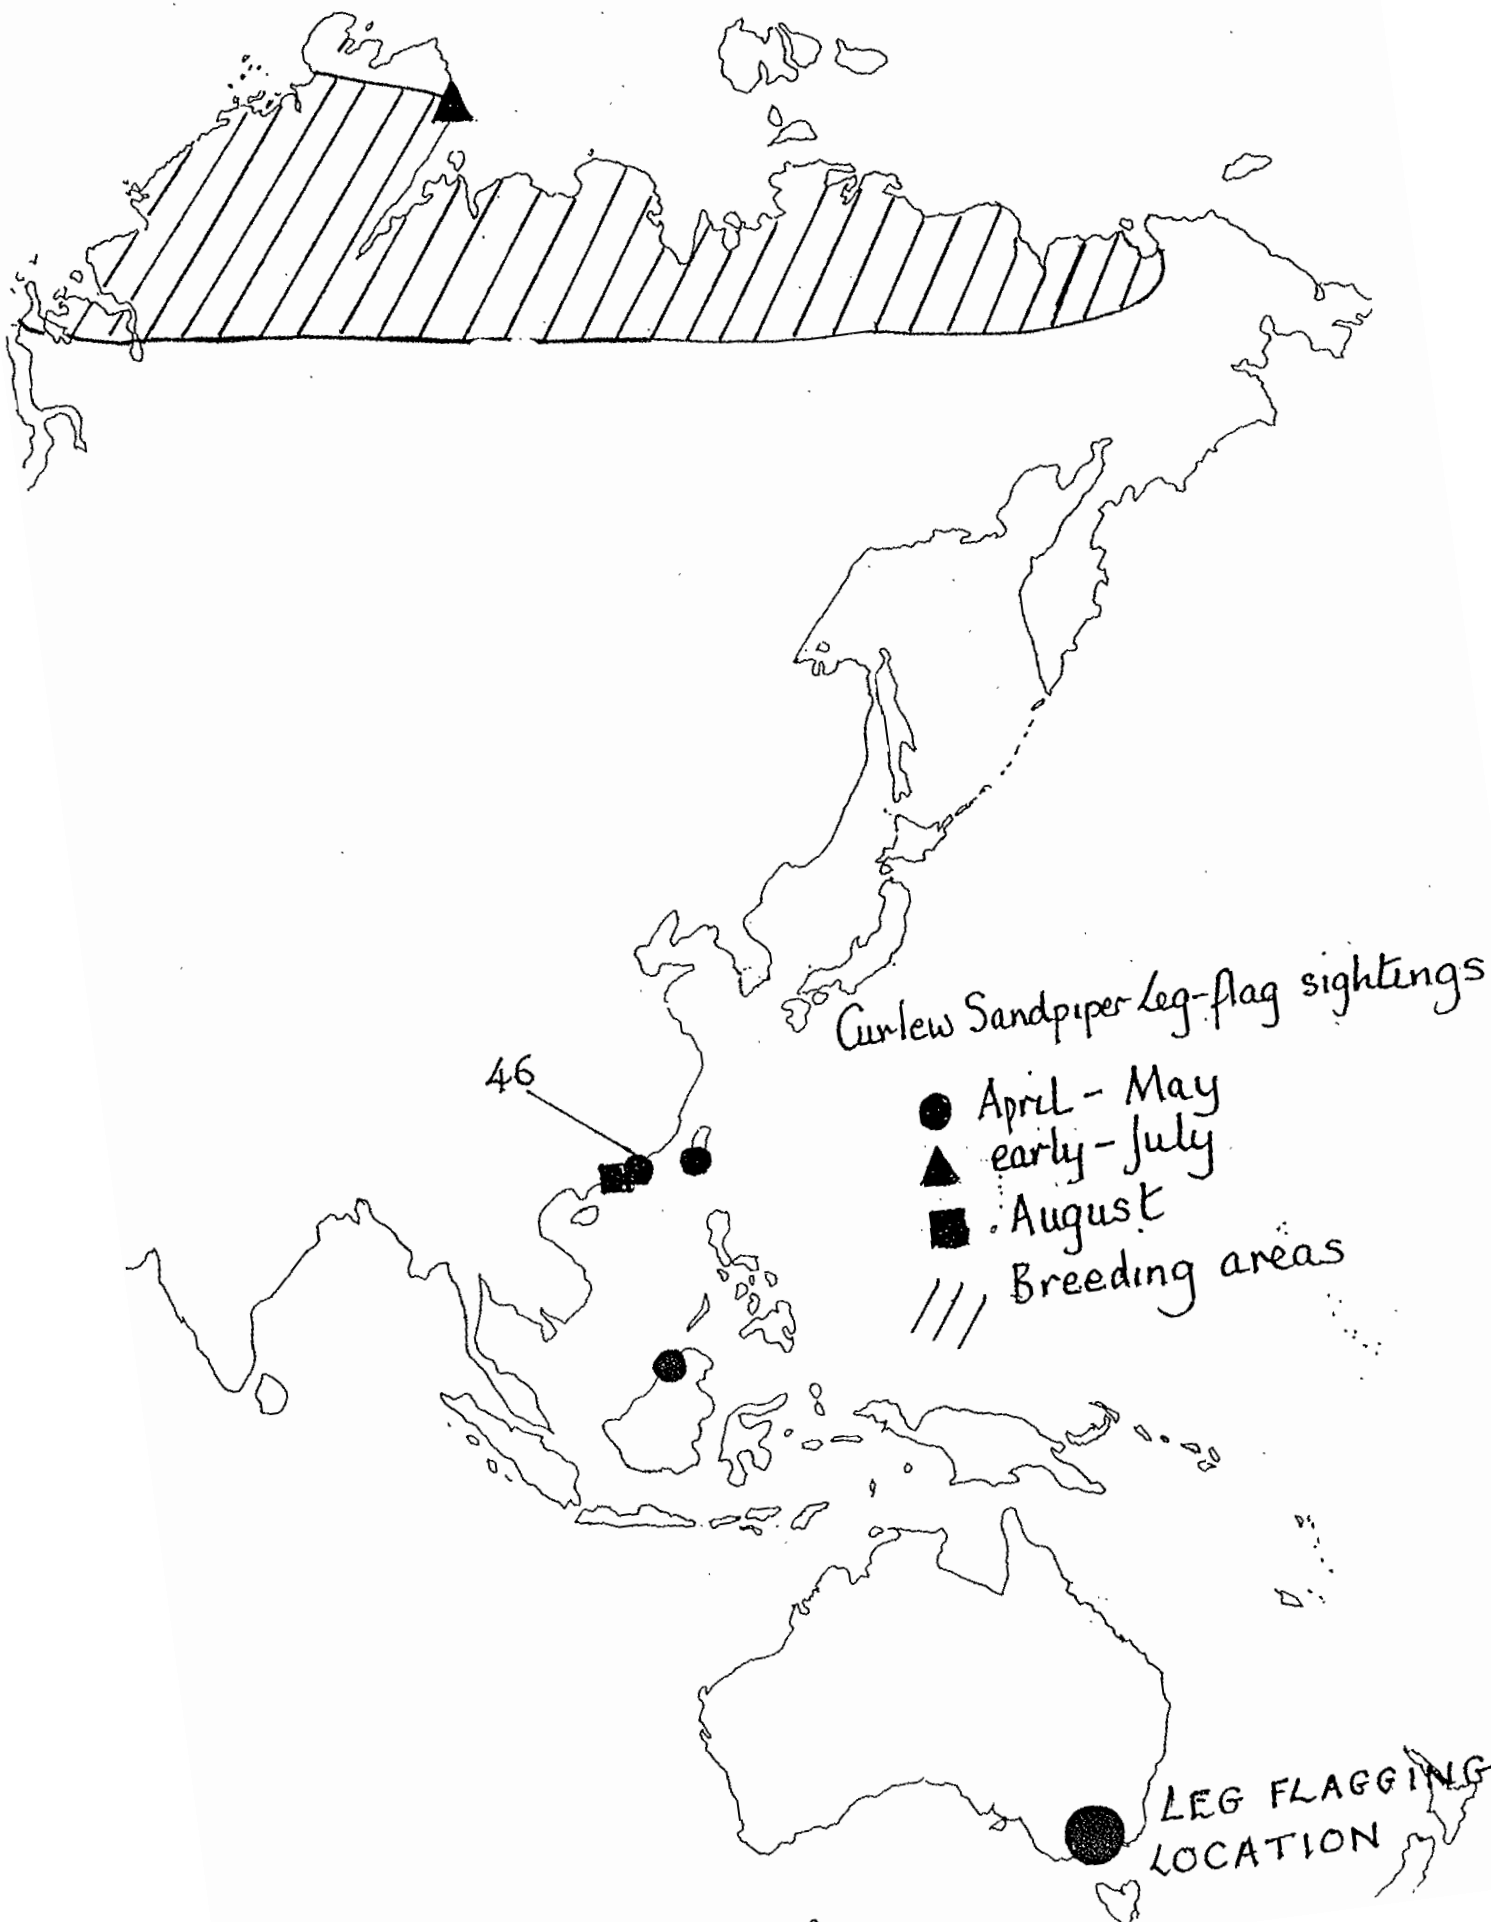 Curlew Sandpiper Leg-flag sightings
46
April - May
early - July
August
Breeding areas
LEG FLAGGING
LOCATION